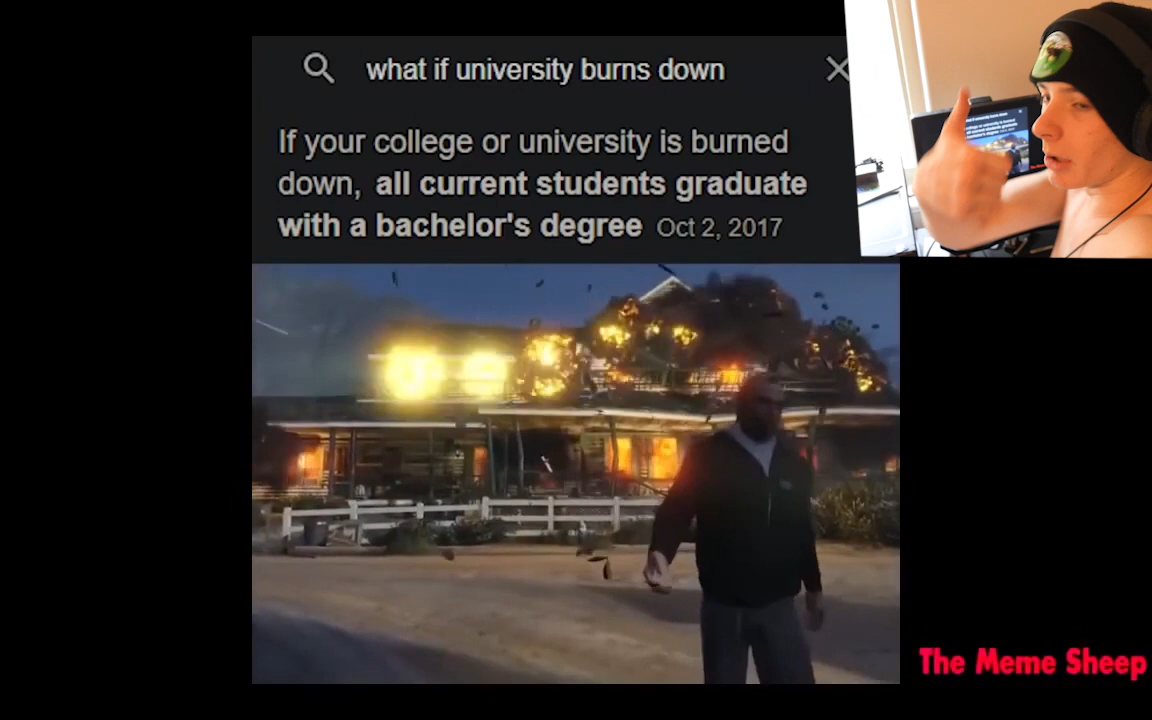 what if university burns down
If your college or university is burned
down, all current students graduate
with a bachelor's degree Oct 2, 2017
The Meme Sheep